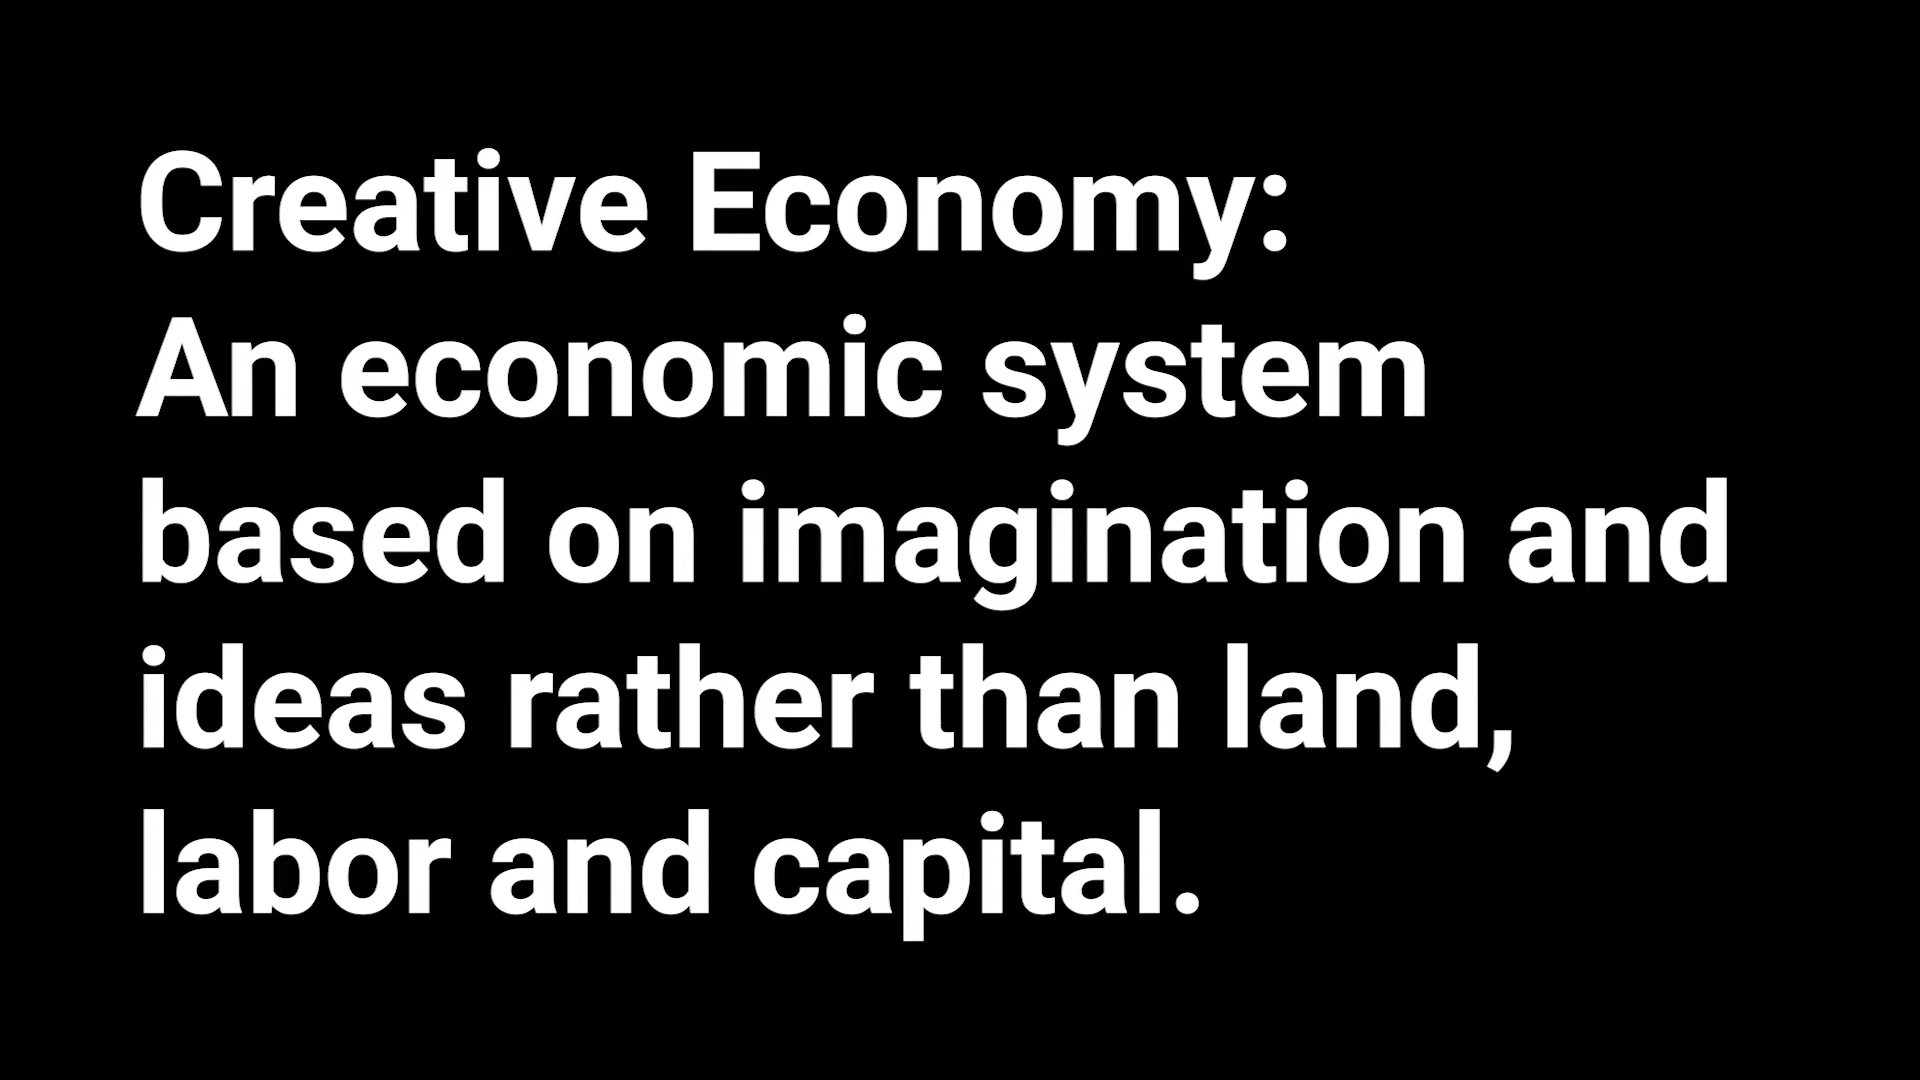 Creative Economy:
An economic system
based on imagination and
ideas rather than land,
labor and capital.